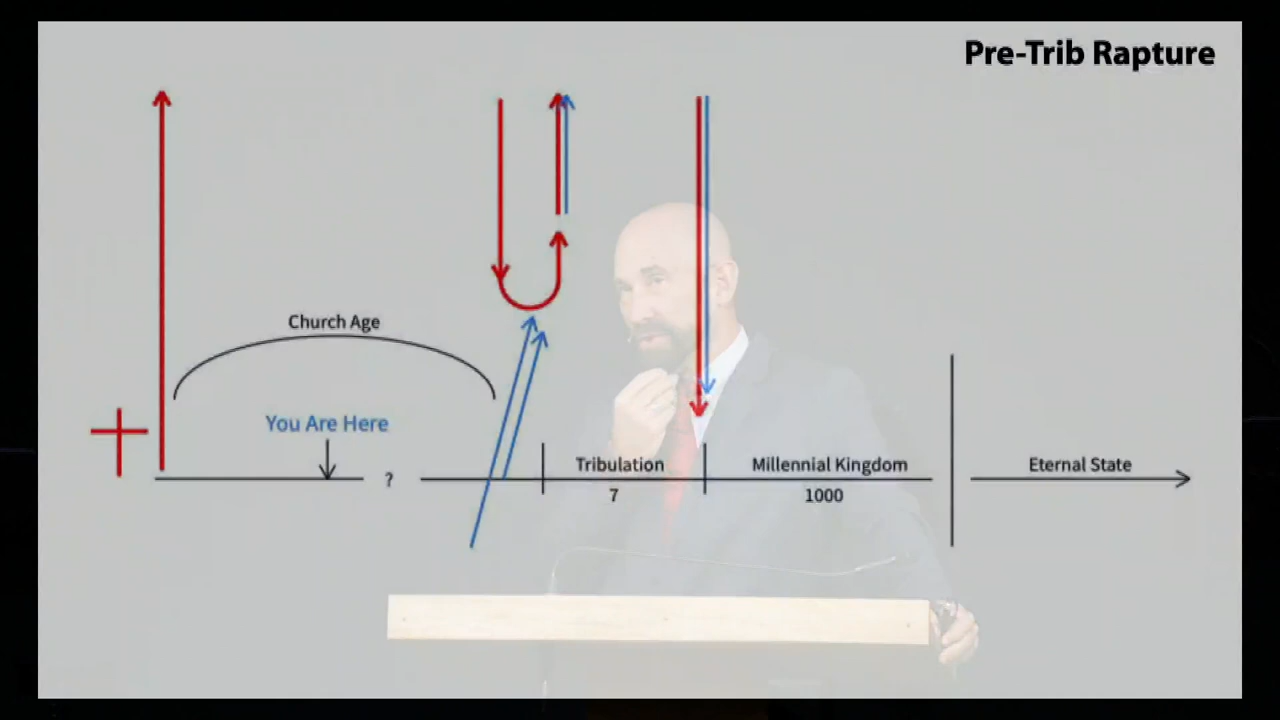 Pre-Trib Rapture
Church Age
You Are Here
?
Tribulation
Millennial Kingdom
Eternal State
7
1000